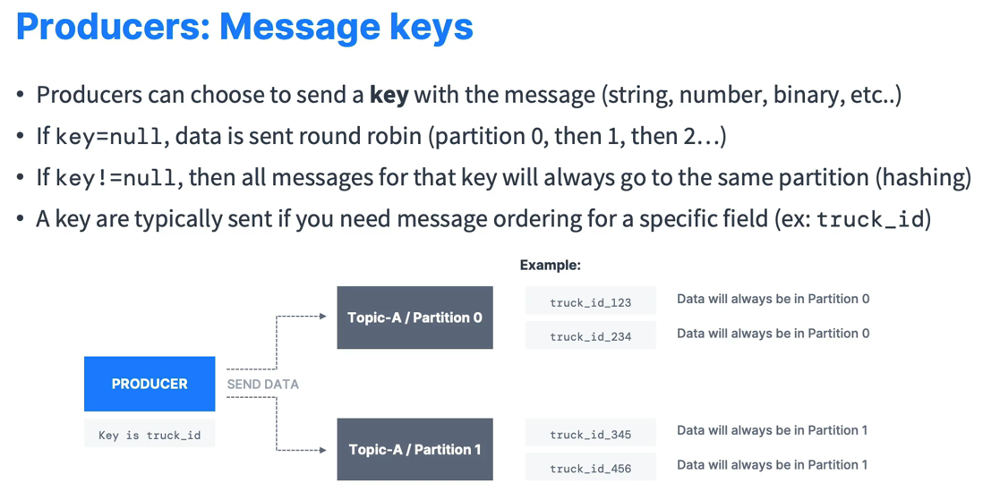 Producers: Message keys
• Producers can choose to send a key with the message (string, number, binary, etc..)
• If key=null, data is sent round robin (partition 0, then 1, then 2…)
• If key!=null, then all messages for that key will always go to the same partition (hashing)
• A key are typically sent if you need message ordering for a specific field (ex: truck_id)
Example:
Topic-A / Partition 0
truck_id_123
Data will always be in Partition 0
truck_id_234
Data will always be in Partition 0
PRODUCER
SEND DATA
Key is truck_id
Topic-A / Partition 1
truck_id_345
Data will always be in Partition 1
truck_id_456
Data will always be in Partition 1